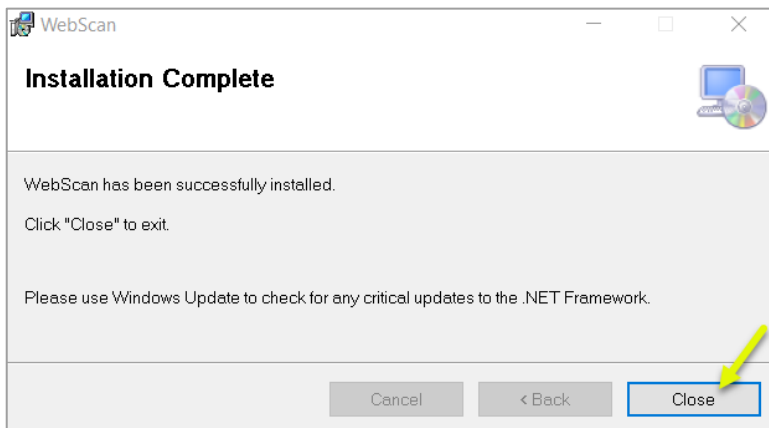 WebScan
Installation Complete
WebScan has been successfully installed.
Click "Close" to exit.
Please use Windows Update to check for any critical updates to the .NET Framework.
Cancel
< Back
Close